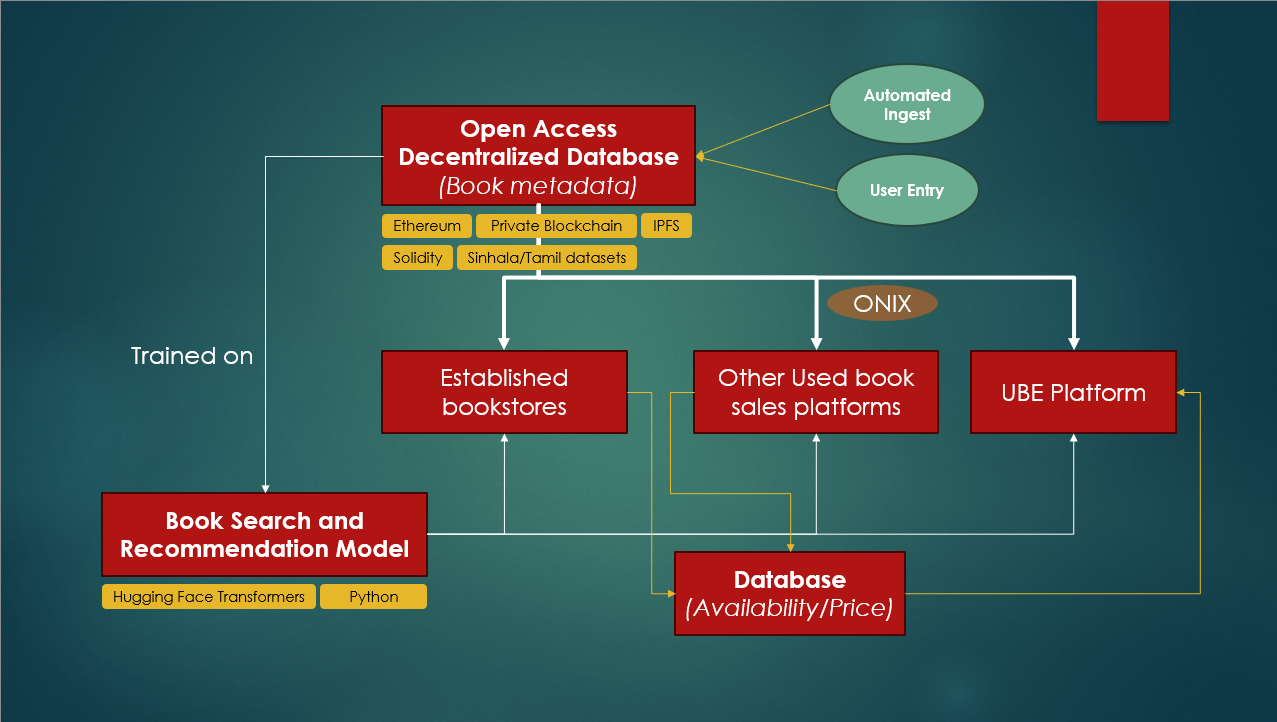 Automated
Ingest
Open Access
Decentralized Database
(Book metadata)
User Entry
Ethereum
Private Blockchain
IPFS
Solidity
Sinhala/Tamil datasets
ONIX
Trained on
Established
bookstores
Other Used book
sales platforms
UBE Platform
Book Search and
Recommendation Model
Hugging Face Transformers
Python
Database
(Availability/Price)